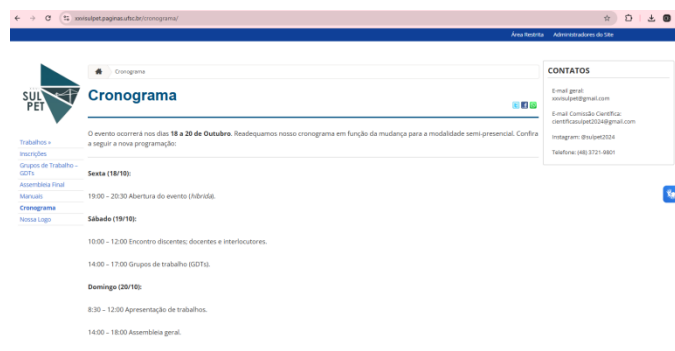 xxvisulpet.paginas.ufsc.br/cronograma/
Área Restrita Administradores do Site
SUL
PET
Cronograma
Cronograma
Trabalhos »
Inscrições
Grupos de Trabalho –
GDTs
Assembleia Final
Manuais
Cronograma
Nossa Logo
O evento ocorrerá nos dias 18 a 20 de Outubro. Readequamos nosso cronograma em função da mudança para a modalidade semi-presencial. Confira
a seguir a nova programação:
Sexta (18/10):
19:00 – 20:30 Abertura do evento (híbrida).
Sábado (19/10):
10:00 – 12:00 Encontro discentes; docentes e interlocutores.
14:00 – 17:00 Grupos de trabalho (GDTs).
Domingo (20/10):
8:30 – 12:00 Apresentação de trabalhos.
14:00 – 18:00 Assembleia geral.
CONTATOS
E-mail geral:
xxvisulpet@gmail.com
E-mail Comissão Científica:
cientificasulpet2024@gmail.com
Instagram: @sulpet2024
Telefone: (48) 3721-9801